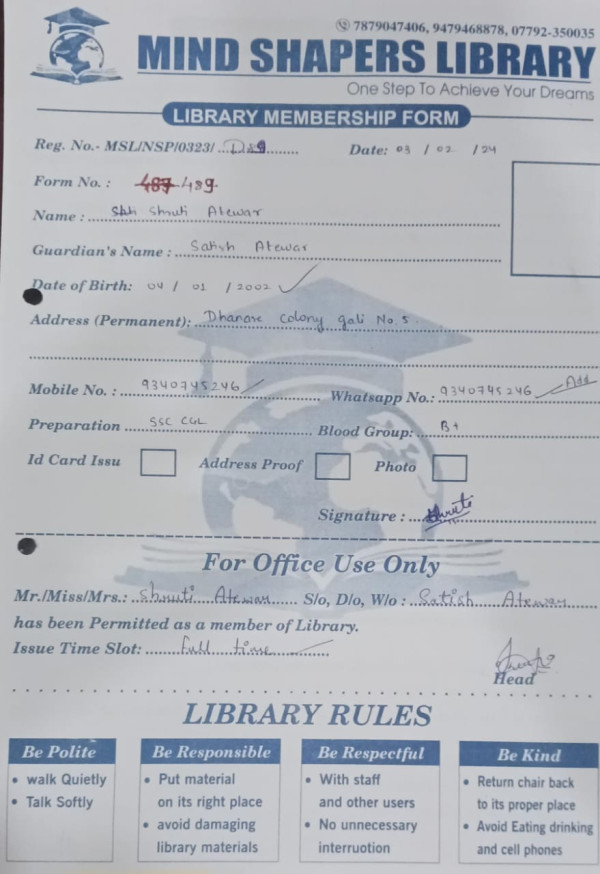 7879047406, 9479468878, 07792-350035
MIND SHAPERS LIBRARY
One Step To Achieve Your Dreams
LIBRARY MEMBERSHIP FORM
Reg. No.- MSL/NSP/0323/.............. Date: 03 / 02 / 24
Form No. : 487 489
Name : Shruti Atewar
Guardian's Name : Satish Atewar
Date of Birth: 04 / 01 / 2002
Address (Permanent): Dhanare Colony gali No. 5
Mobile No. : 9340745246 Whatsapp No.: 9340745246 Add
Preparation SSC CGL Blood Group: B+
Id Card Issu Address Proof Photo
Signature : Shruti
For Office Use Only
Mr./Miss/Mrs.: Shruti Atewar S/o, D/o, W/o : Satish Atewar
has been Permitted as a member of Library.
Issue Time Slot: full time
Head
LIBRARY RULES
Be Polite
• walk Quietly
• Talk Softly
Be Responsible
• Put material
on its right place
• avoid damaging
library materials
Be Respectful
• With staff
and other users
• No unnecessary
interruotion
Be Kind
• Return chair back
to its proper place
• Avoid Eating drinking
and cell phones